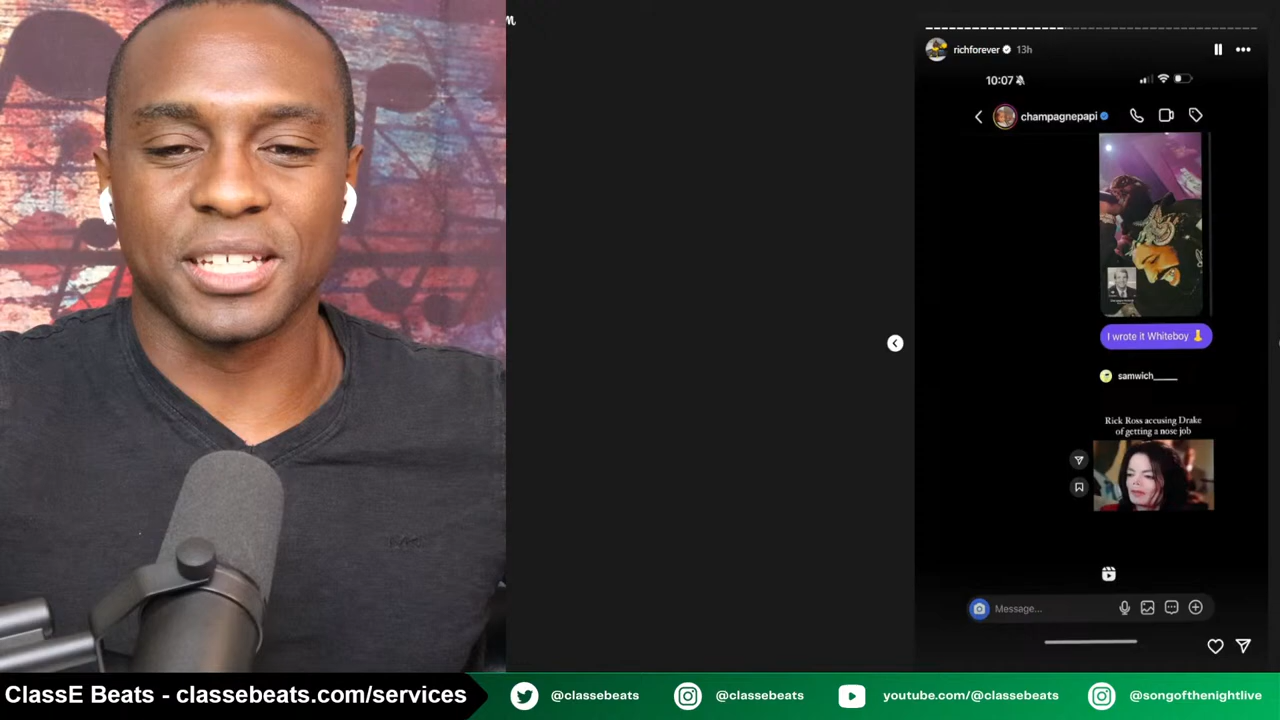 m
richforever 13h
10:07
champagnepapi
I wrote it Whiteboy
samwich_____
Rick Ross accusing Drake
of getting a nose job
Message...
ClassE Beats - classebeats.com/services
@classebeats
@classebeats
youtube.com/@classebeats
@songofthenightlive